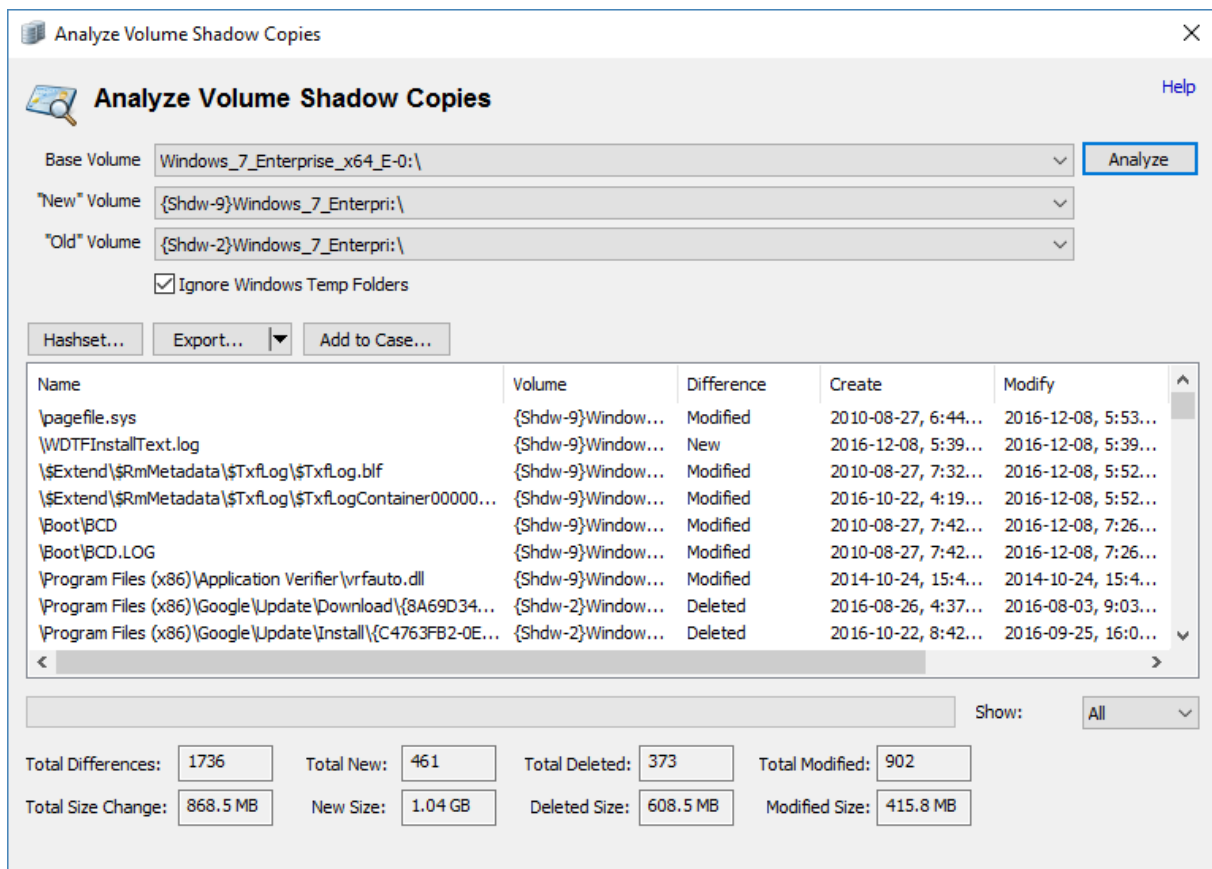 Analyze Volume Shadow Copies
Help
Analyze Volume Shadow Copies
Base Volume Windows_7_Enterprise_x64_E-0:\ Analyze
"New" Volume {Shdw-9}Windows_7_Enterpri:\
"Old" Volume {Shdw-2}Windows_7_Enterpri:\
Ignore Windows Temp Folders
Hashset... Export... Add to Case...
Name Volume Difference Create Modify
\pagefile.sys {Shdw-9}Window... Modified 2010-08-27, 6:44... 2016-12-08, 5:53...
\WDTFInstallText.log {Shdw-9}Window... New 2016-12-08, 5:39... 2016-12-08, 5:39...
\$Extend\$RmMetadata\$TxfLog\$TxfLog.blf {Shdw-9}Window... Modified 2010-08-27, 7:32... 2016-12-08, 5:52...
\$Extend\$RmMetadata\$TxfLog\$TxfLogContainer00000... {Shdw-9}Window... Modified 2016-10-22, 4:19... 2016-12-08, 5:52...
\Boot\BCD {Shdw-9}Window... Modified 2010-08-27, 7:42... 2016-12-08, 7:26...
\Boot\BCD.LOG {Shdw-9}Window... Modified 2010-08-27, 7:42... 2016-12-08, 7:26...
\Program Files (x86)\Application Verifier\vrfauto.dll {Shdw-9}Window... Modified 2014-10-24, 15:4... 2014-10-24, 15:4...
\Program Files (x86)\Google\Update\Download\{8A69D34... {Shdw-2}Window... Deleted 2016-08-26, 4:37... 2016-08-03, 9:03...
\Program Files (x86)\Google\Update\Install\{C4763FB2-0E... {Shdw-2}Window... Deleted 2016-10-22, 8:42... 2016-09-25, 16:0...
Show: All
Total Differences: 1736 Total New: 461 Total Deleted: 373 Total Modified: 902
Total Size Change: 868.5 MB New Size: 1.04 GB Deleted Size: 608.5 MB Modified Size: 415.8 MB